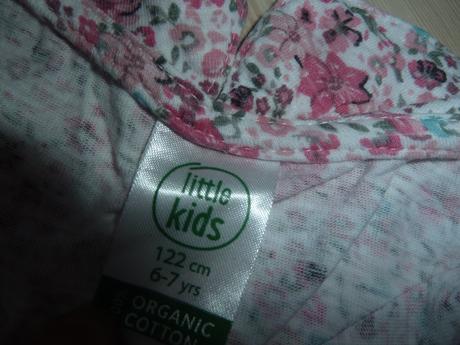 little
kids
122 cm
6-7 yrs
ORGANIC
COTTON